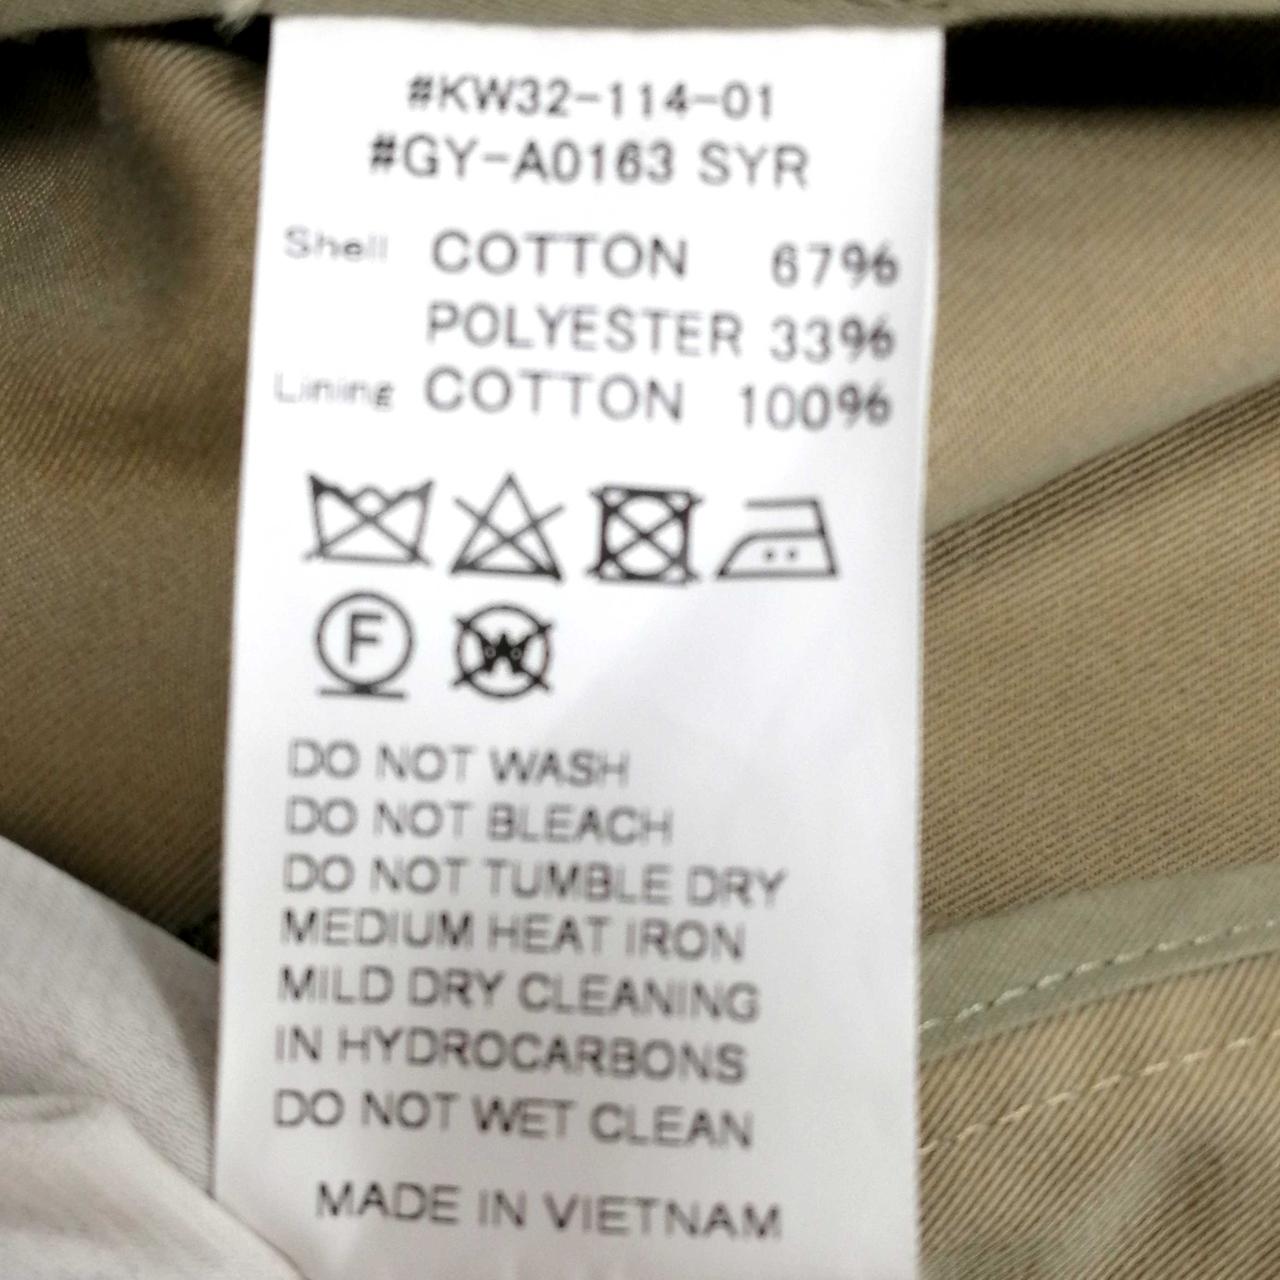 #KW32-114-01
#GY-A0163 SYR
Shell COTTON 67%
POLYESTER 33%
Lining COTTON 100%
F W
DO NOT WASH
DO NOT BLEACH
DO NOT TUMBLE DRY
MEDIUM HEAT IRON
MILD DRY CLEANING
IN HYDROCARBONS
DO NOT WET CLEAN
MADE IN VIETNAM